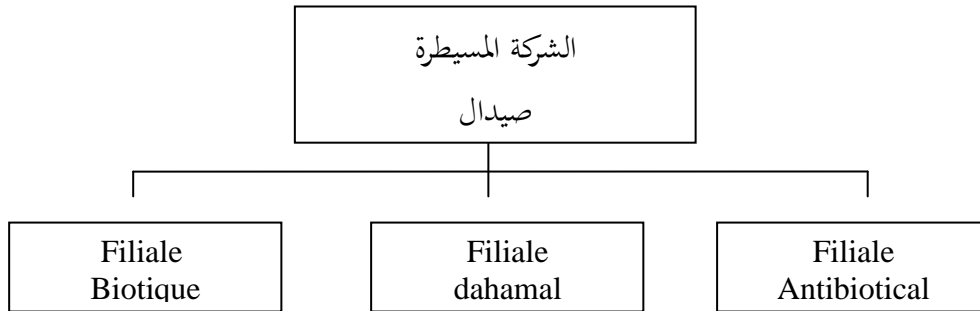 الشركة المسيطرة
صيدال
Filiale
Biotique
Filiale
dahamal
Filiale
Antibiotical